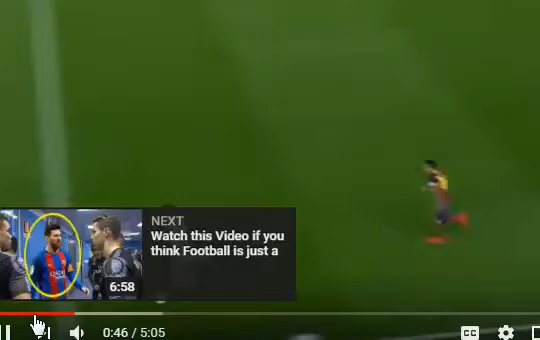 NEXT
Watch this Video if you
think Football is just a
6:58
0:46 / 5:05
CC